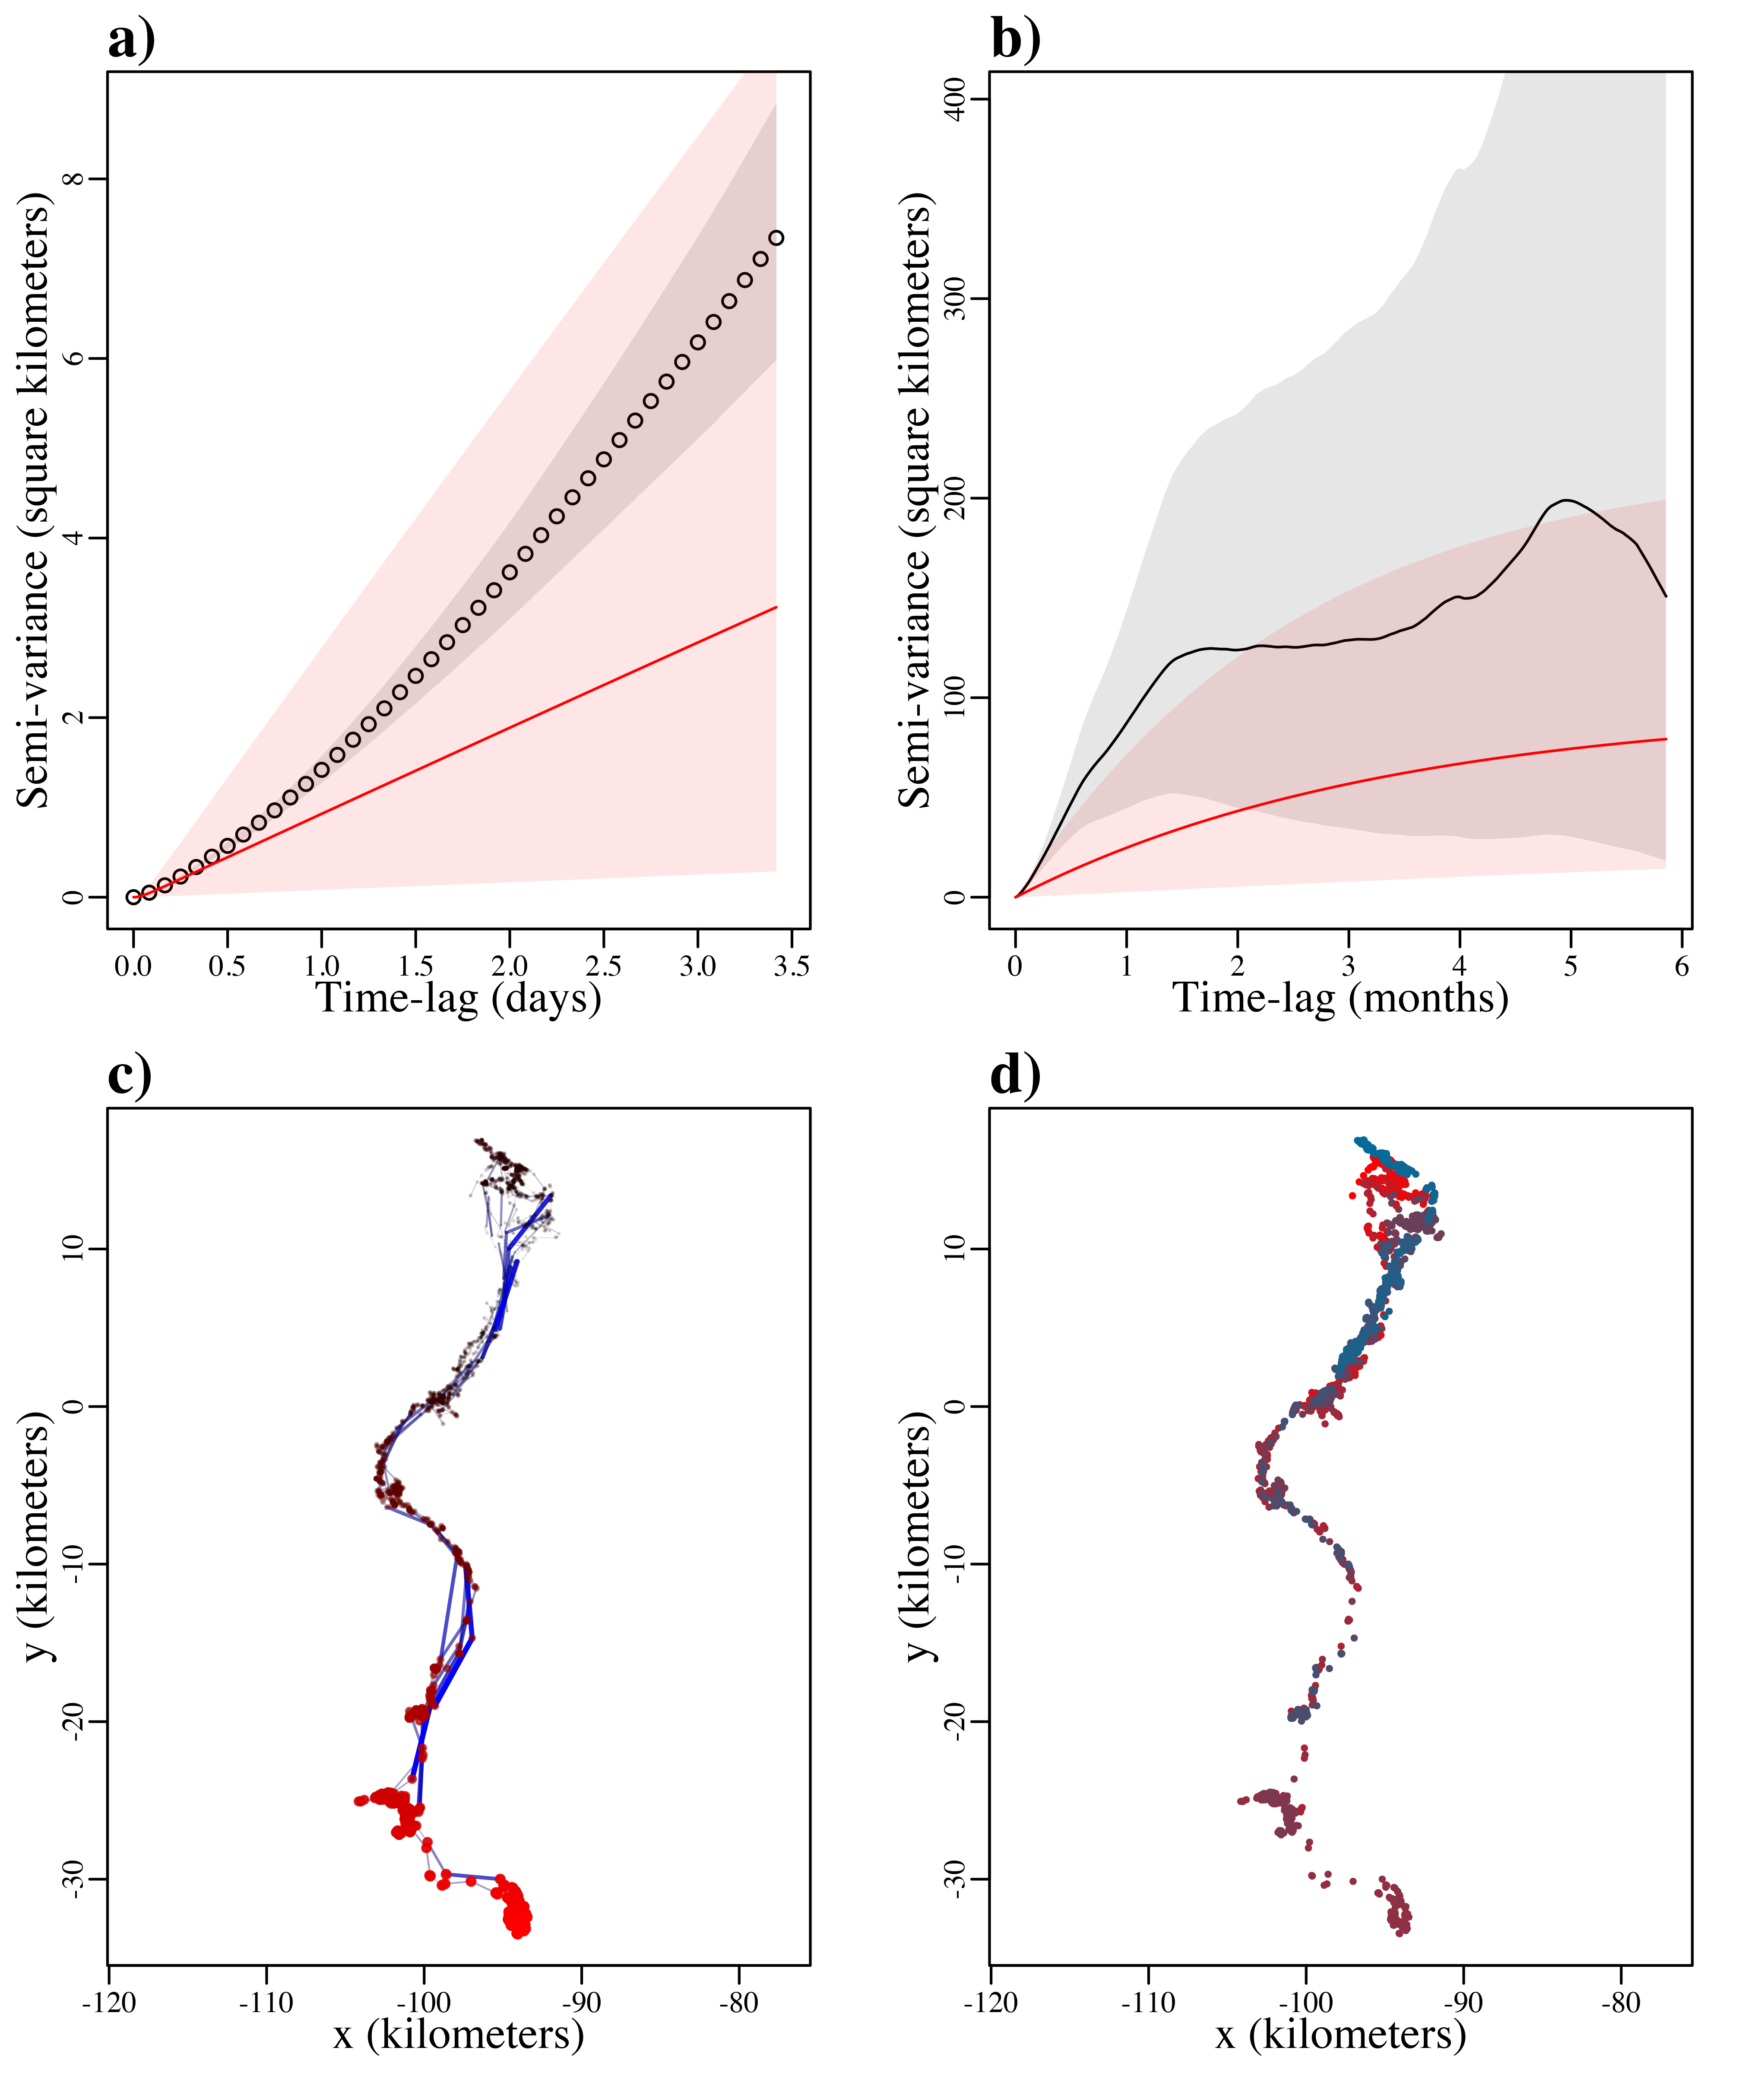 a)
Semi-variance (square kilometers)
8
6
4
2
0
0.0 0.5 1.0 1.5 2.0 2.5 3.0 3.5
Time-lag (days)
b)
Semi-variance (square kilometers)
400
300
200
100
0
0 1 2 3 4 5 6
Time-lag (months)
c)
y (kilometers)
10
0
-10
-20
-30
-120 -110 -100 -90 -80
x (kilometers)
d)
y (kilometers)
10
0
-10
-20
-30
-120 -110 -100 -90 -80
x (kilometers)